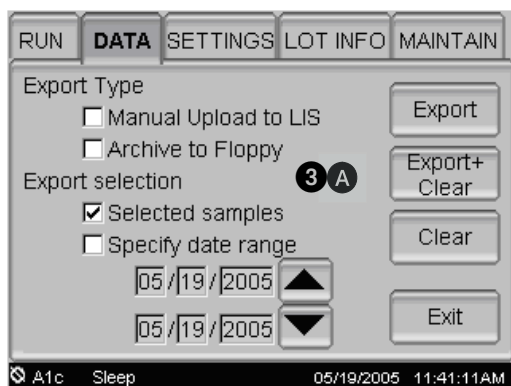 RUN DATA SETTINGS LOT INFO MAINTAIN
Export Type
Manual Upload to LIS
Archive to Floppy
Export selection
3 A
Selected samples
Specify date range
05 / 19 / 2005
05 / 19 / 2005
Export
Export+
Clear
Clear
Exit
A1c Sleep 05/19/2005 11:41:11AM